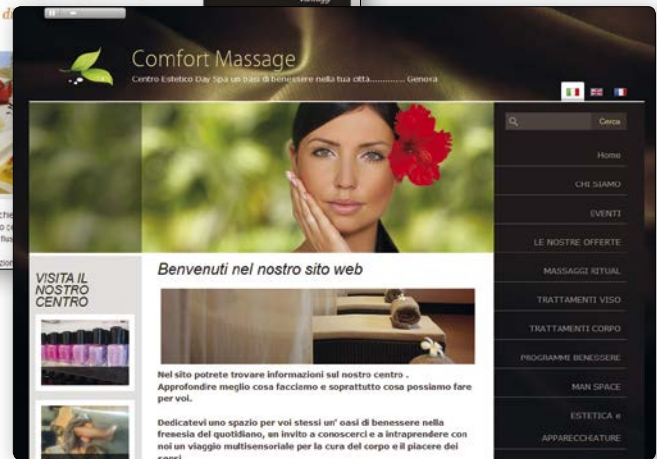 di
Comfort Massage
Centro Estetico Day Spa un oasi di benessere nella tua città............. Genova
Cerca
Home
CHI SIAMO
EVENTI
LE NOSTRE OFFERTE
MASSAGGI RITUAL
TRATTAMENTI VISO
TRATTAMENTI CORPO
PROGRAMMI BENESSERE
MAN SPACE
ESTETICA e
APPARECCHIATURE
VISITA IL
NOSTRO
CENTRO
Benvenuti nel nostro sito web
Nel sito potrete trovare informazioni sul nostro centro .
Approfondire meglio cosa facciamo e soprattutto cosa possiamo fare
per voi.
Dedicatevi uno spazio per voi stessi un' oasi di benessere nella
frenesia del quotidiano, un invito a conoscerci e a intraprendere con
noi un viaggio multisensoriale per la cura del corpo e il piacere dei
sensi